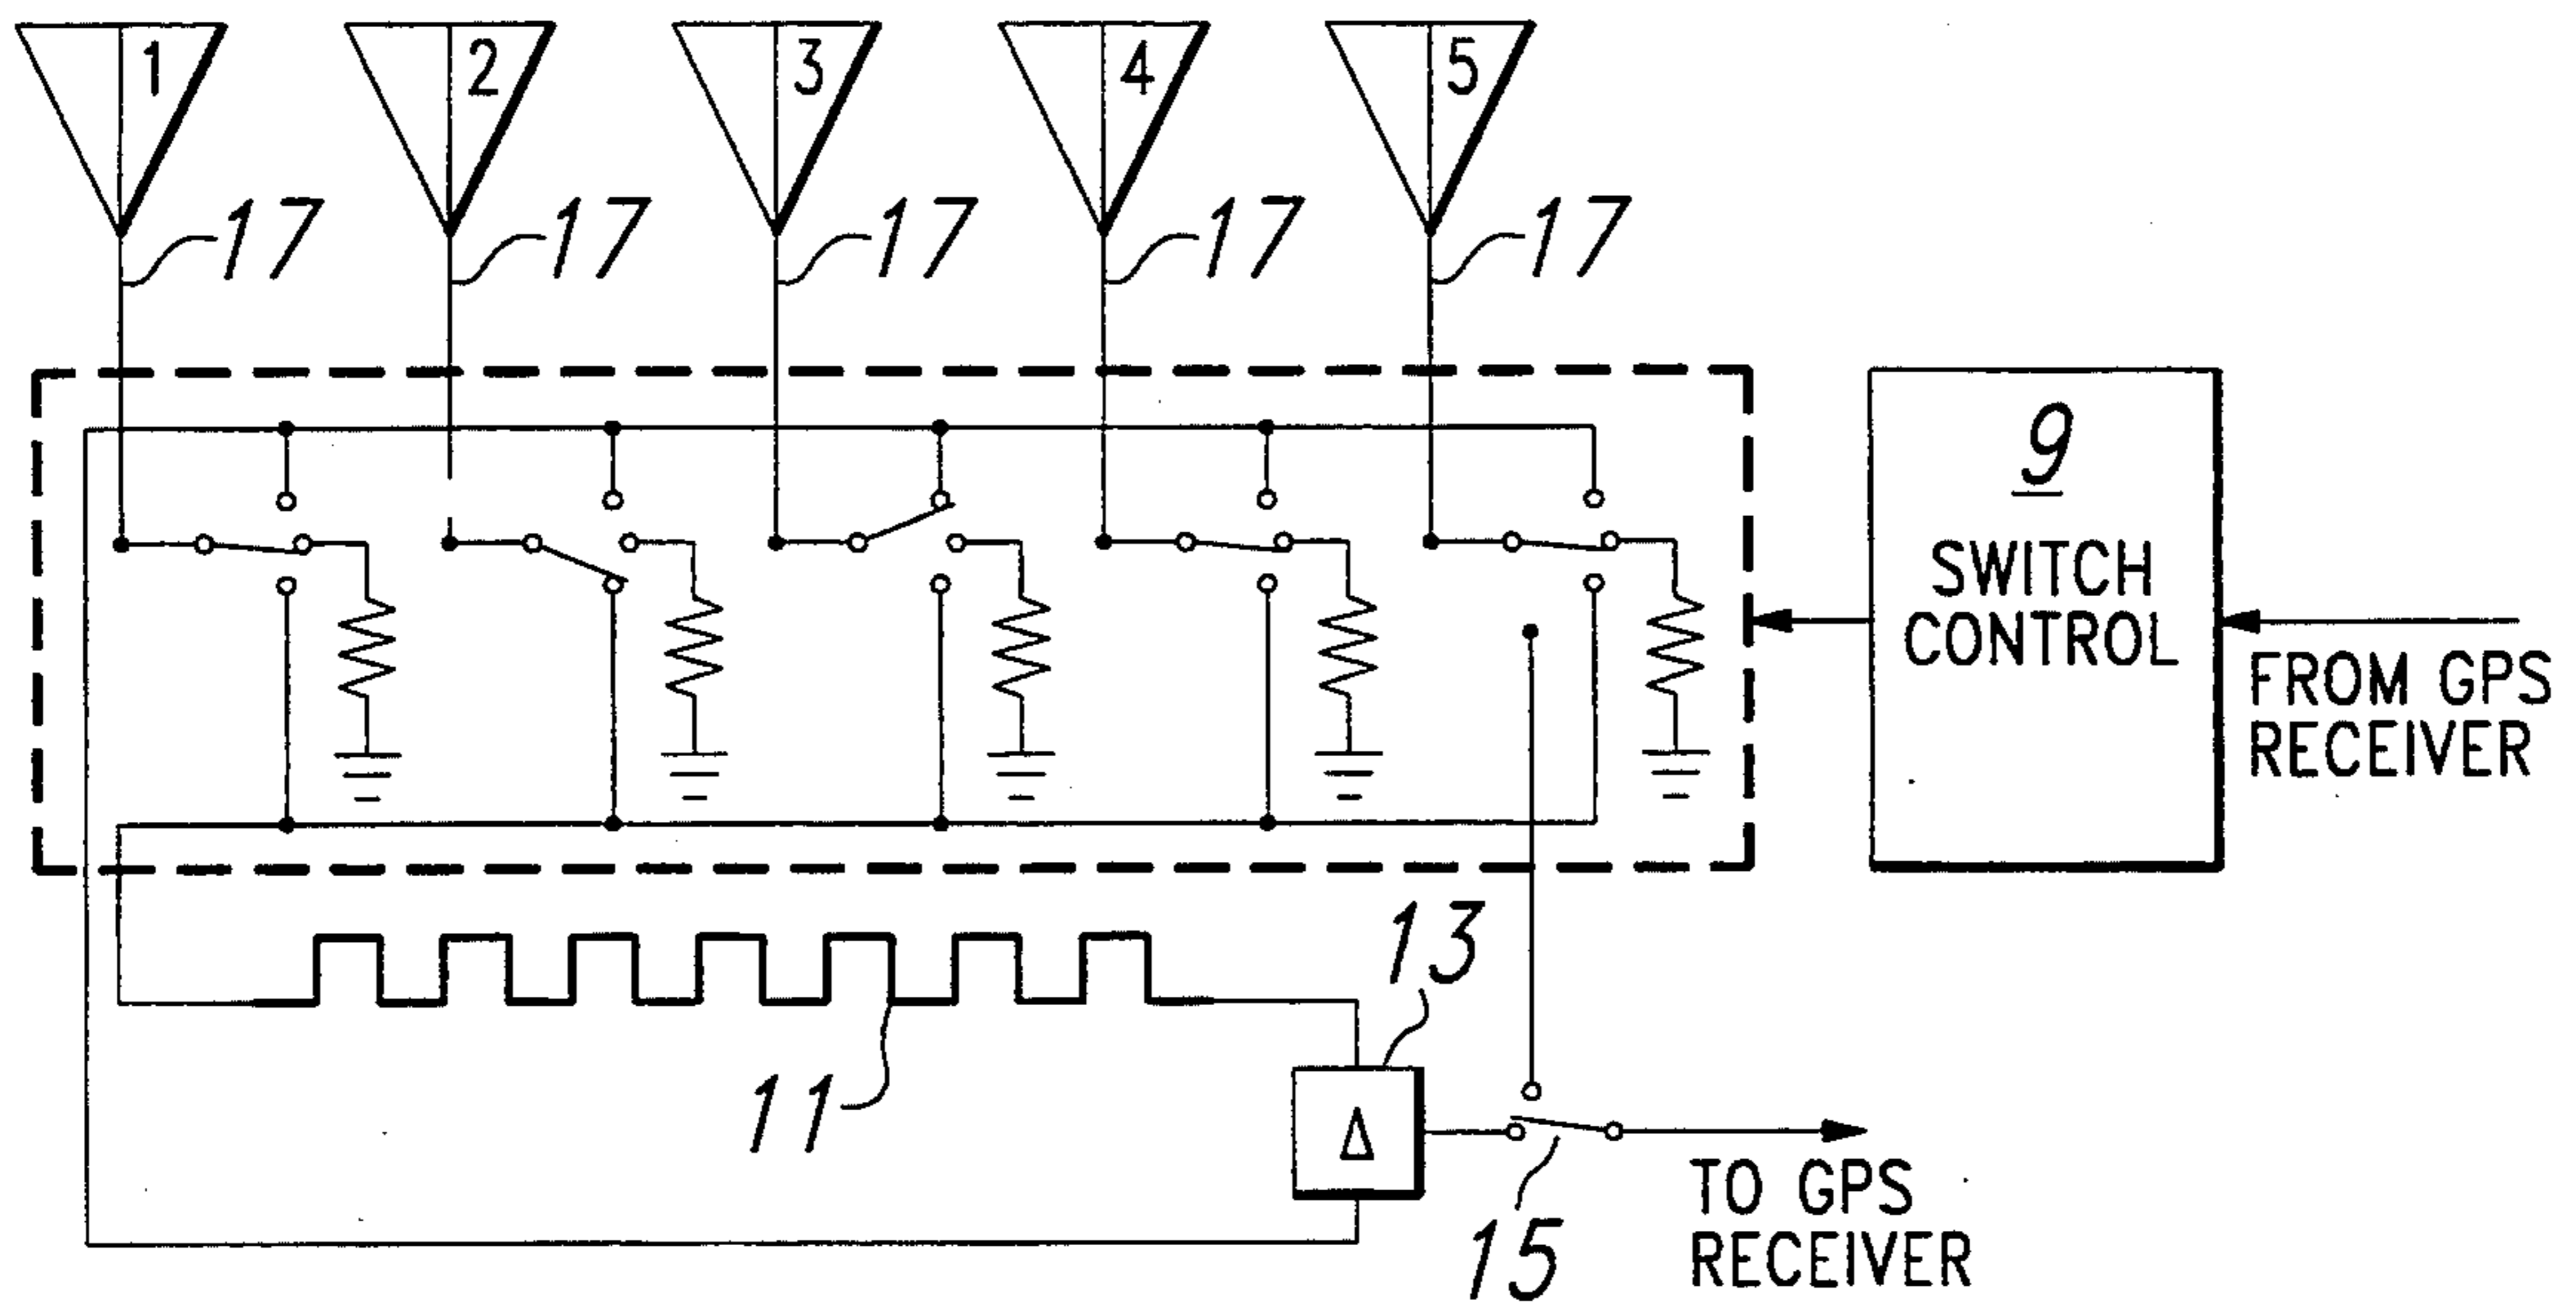 1 2 3 4 5
17 17 17 17 17
9
SWITCH
CONTROL
FROM GPS
RECEIVER
13
11
Δ
TO GPS
RECEIVER
15